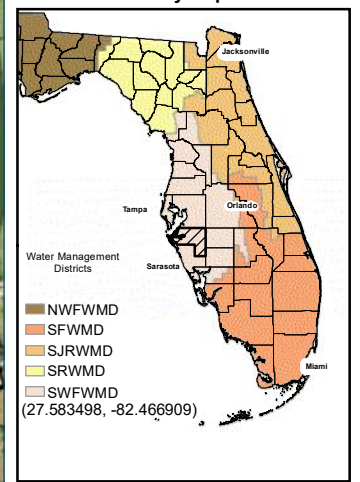 Jacksonville
Orlando
Tampa
Water Management
Districts
Sarasota
NWFWMD
SFWMD
SJRWMD
SRWMD
SWFWMD
(27.583498, -82.466909)
Miami